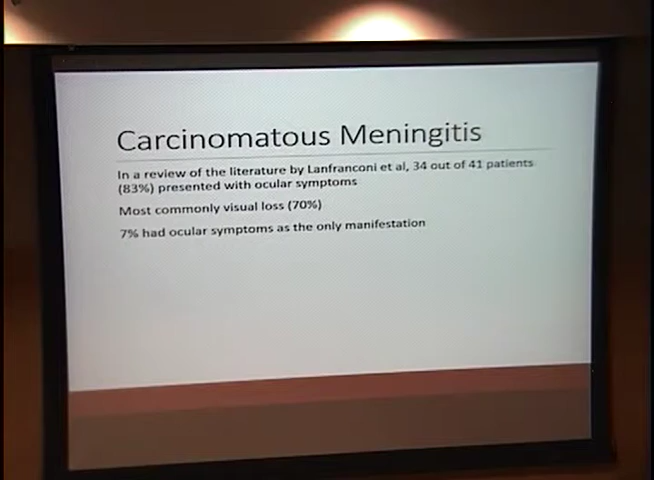 Carcinomatous Meningitis
In a review of the literature by Lanfranconi et al, 34 out of 41 patients
(83%) presented with ocular symptoms
Most commonly visual loss (70%)
7% had ocular symptoms as the only manifestation